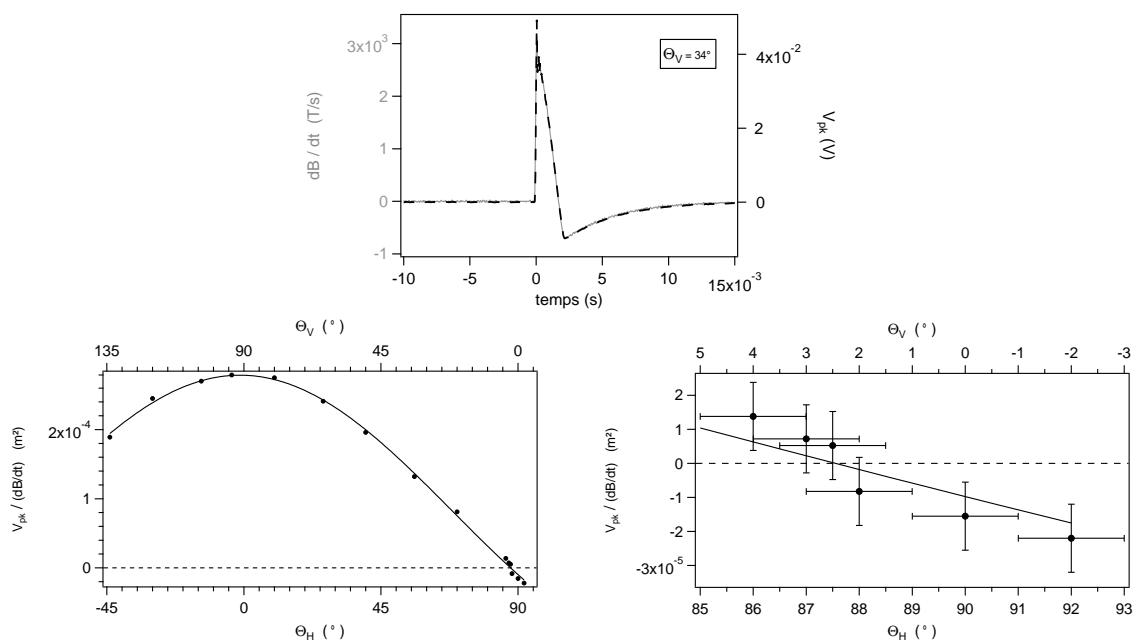 3x10³
2
1
0
-1
dB / dt (T/s)
Θ_V = 34°
4x10⁻²
2
0
V_pk (V)
-10
-5
0
5
10
15x10⁻³
temps (s)
Θ_V (°)
135
90
45
0
2x10⁻⁴
1
0
V_pk / (dB/dt) (m²)
-45
0
45
90
Θ_H (°)
Θ_V (°)
5
4
3
2
1
0
-1
-2
-3
2
1
0
-1
-2
-3x10⁻⁵
V_pk / (dB/dt) (m²)
85
86
87
88
89
90
91
92
93
Θ_H (°)